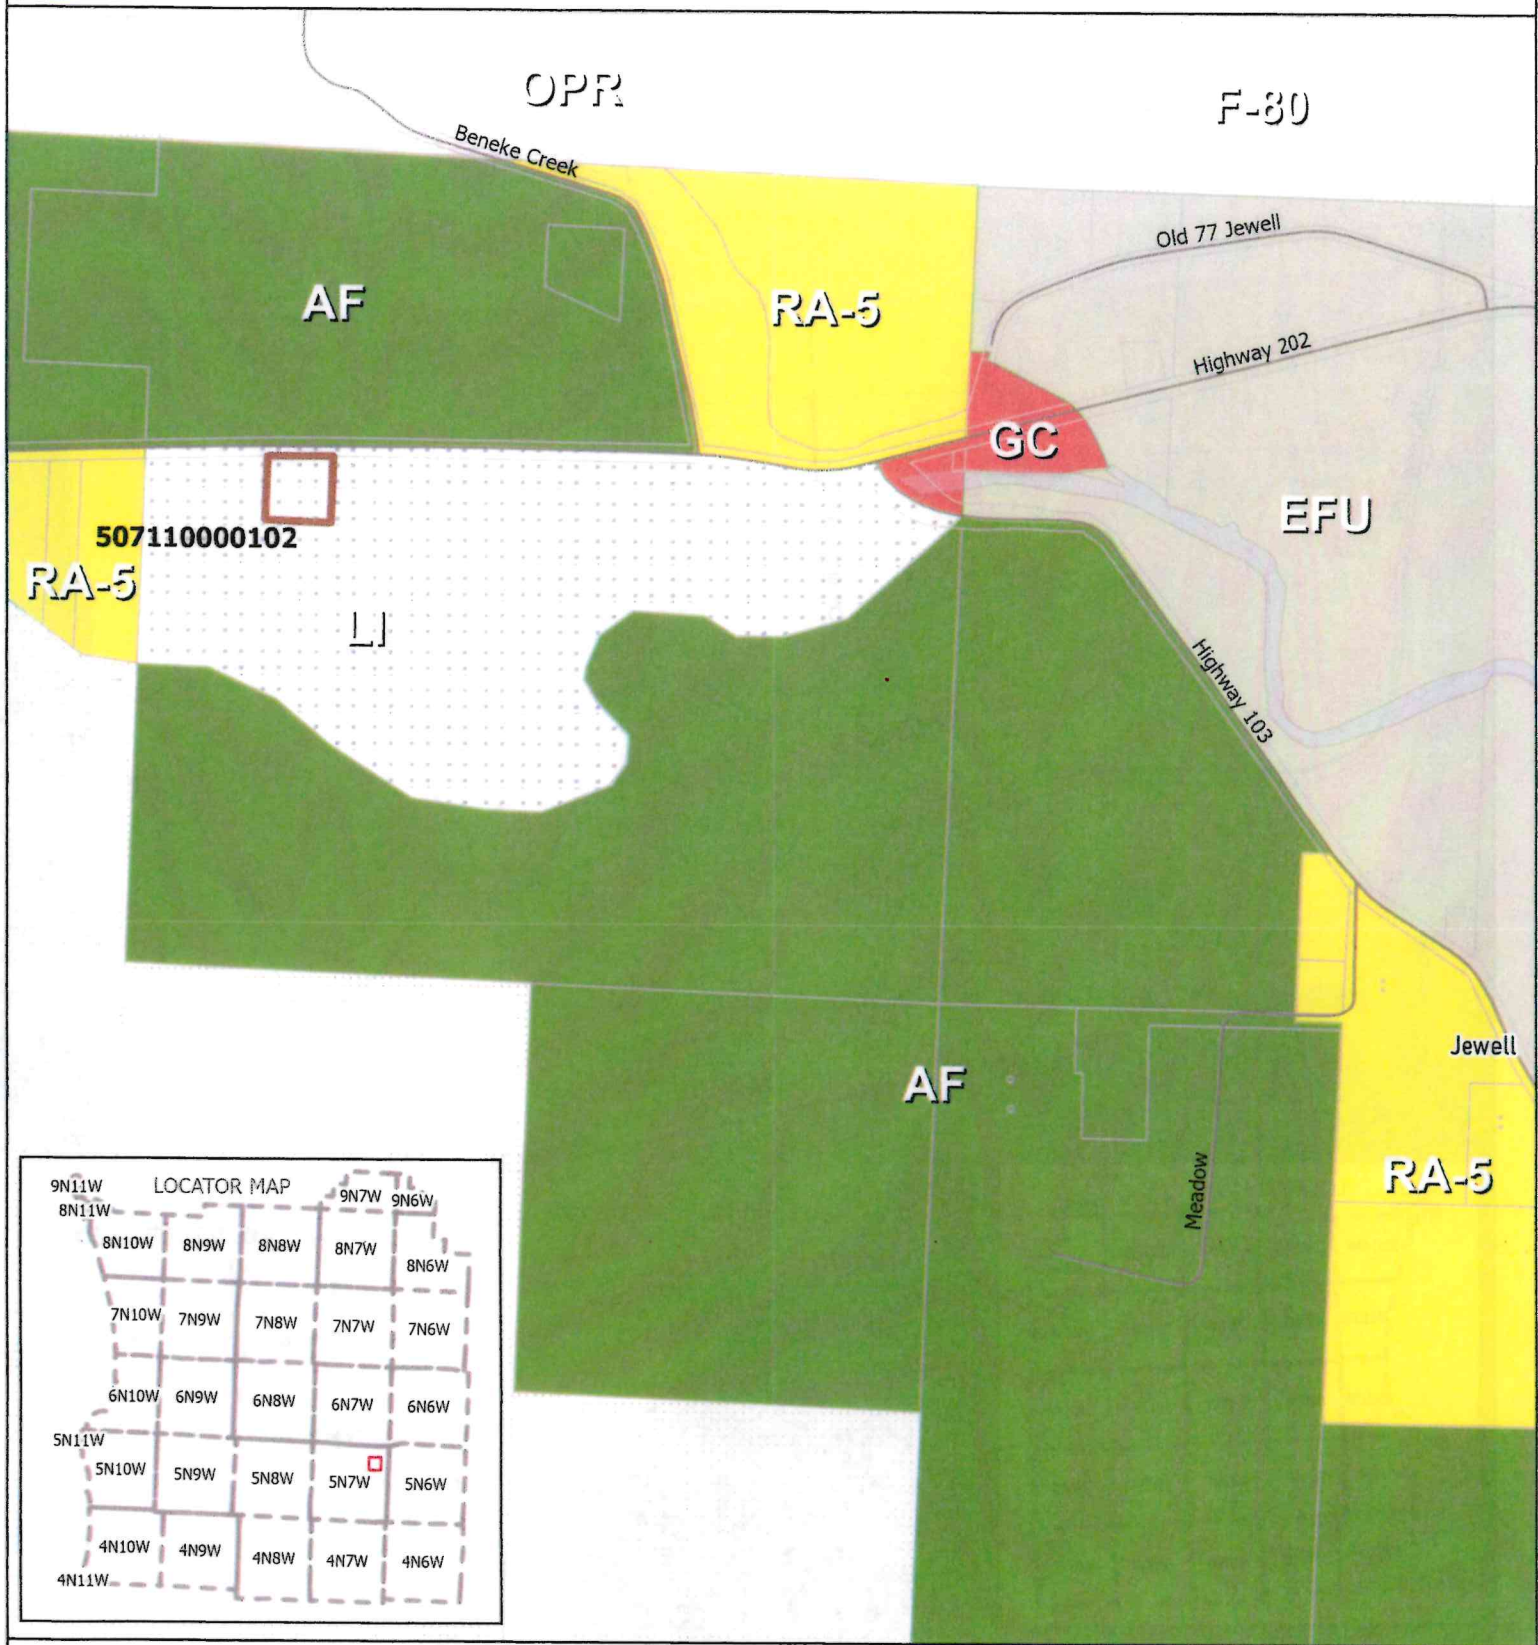 OPR
F-80
Beneke Creek
Old 77 Jewell
AF
RA-5
Highway 202
GC
EFU
507110000102
RA-5
LI
Highway 103
Jewell
AF
RA-5
Meadow
LOCATOR MAP
9N11W
9N7W
9N6W
8N11W
8N10W
8N9W
8N8W
8N7W
8N6W
7N10W
7N9W
7N8W
7N7W
7N6W
6N10W
6N9W
6N8W
6N7W
6N6W
5N11W
5N10W
5N9W
5N8W
5N7W
5N6W
4N10W
4N9W
4N8W
4N7W
4N6W
4N11W